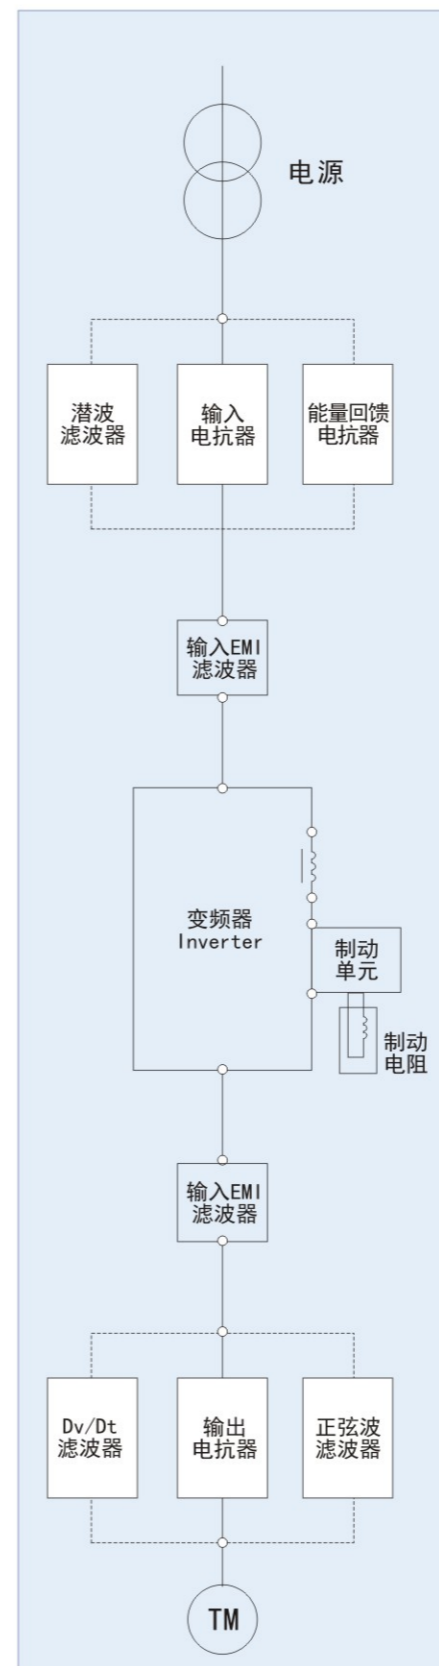 电源
潜波
滤波器
输入
电抗器
能量回馈
电抗器
输入EMI
滤波器
变频器
Inverter
制动
单元
制动
电阻
输入EMI
滤波器
Dv/Dt
滤波器
输出
电抗器
正弦波
滤波器
TM